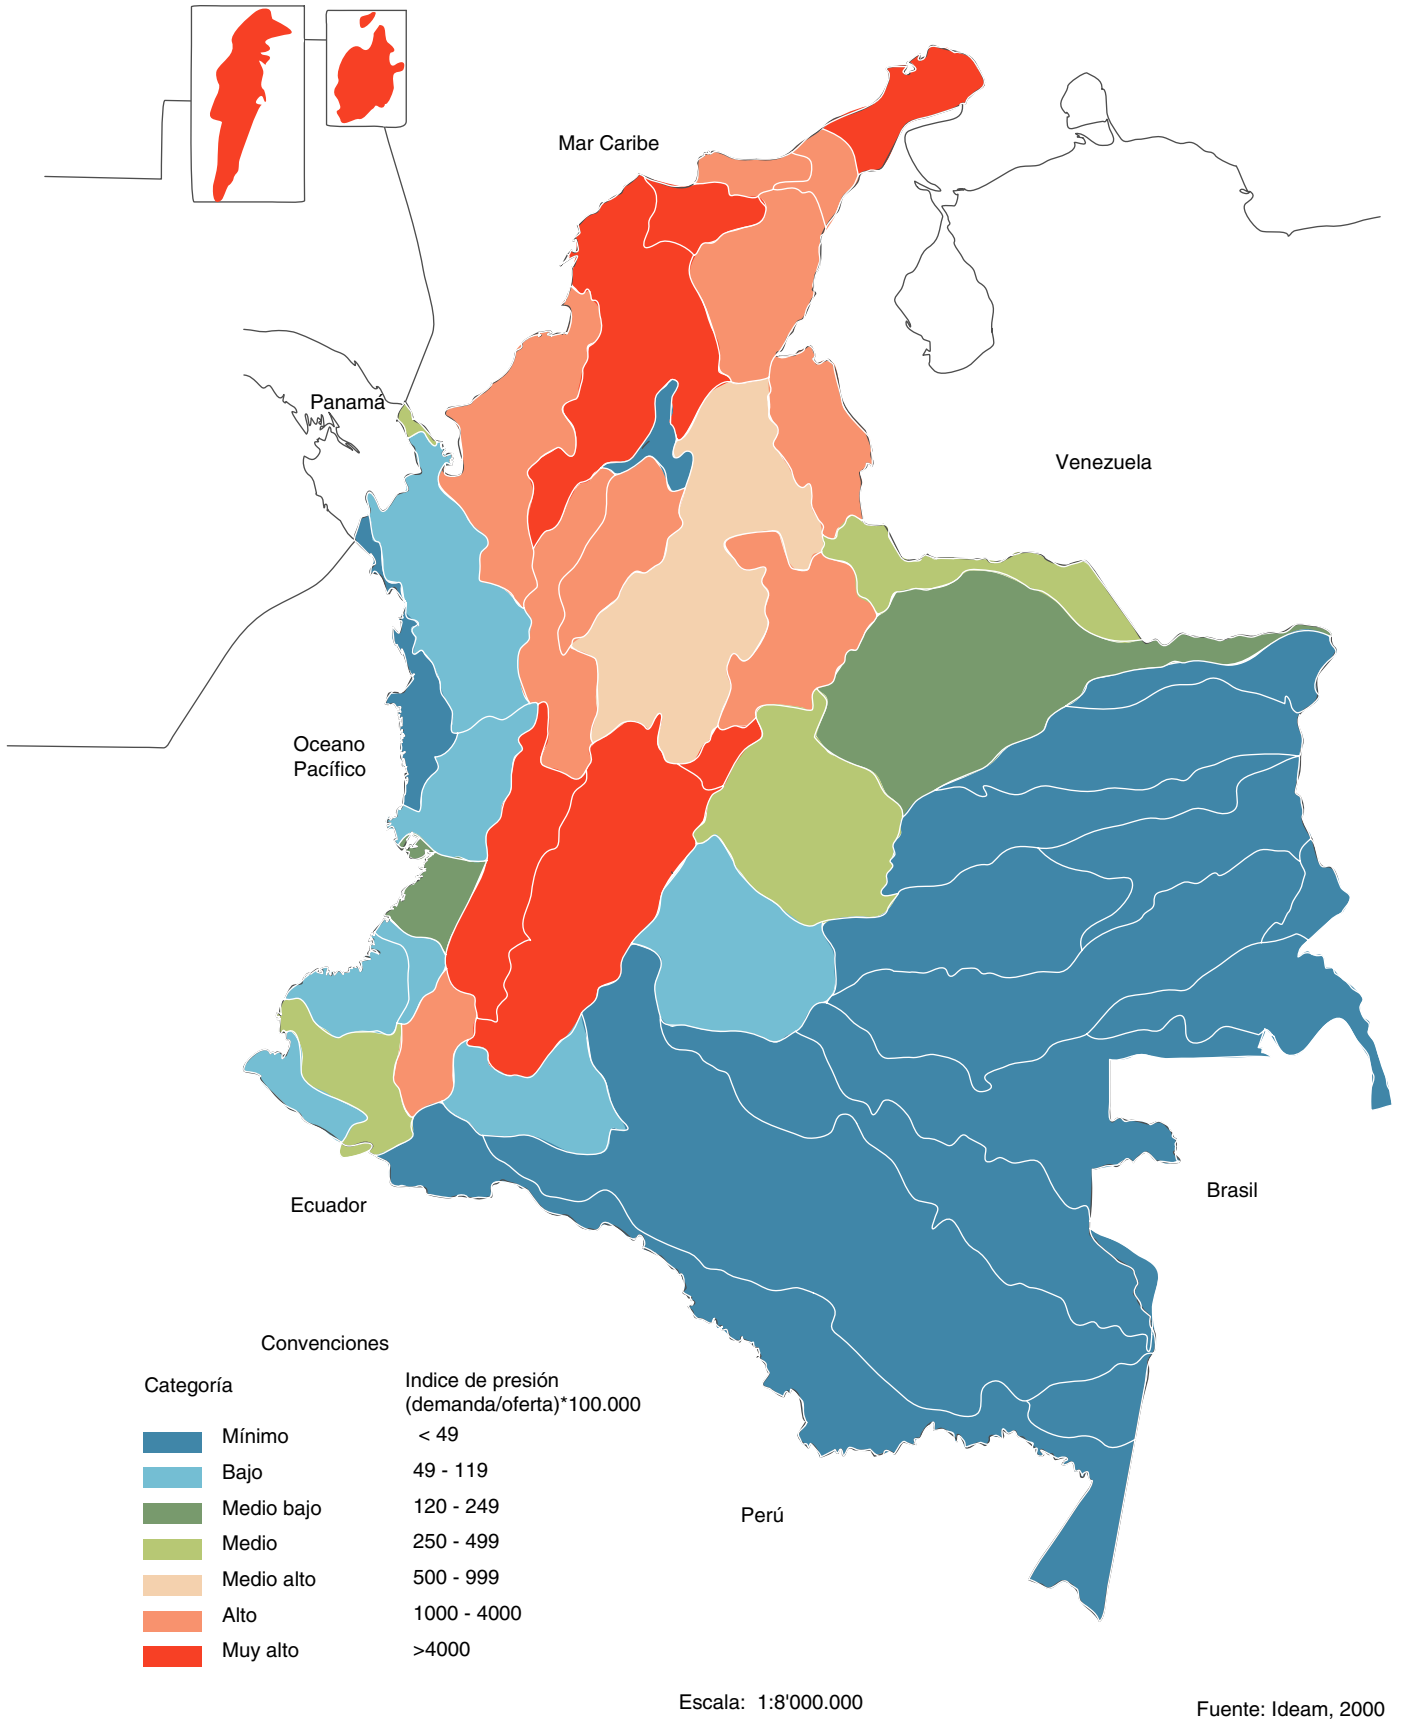 Mar Caribe
Panamá
Venezuela
Oceano
Pacífico
Ecuador
Brasil
Perú
Convenciones
Categoría
Indice de presión
(demanda/oferta)*100.000
Mínimo < 49
Bajo 49 - 119
Medio bajo 120 - 249
Medio 250 - 499
Medio alto 500 - 999
Alto 1000 - 4000
Muy alto >4000
Escala: 1:8'000.000
Fuente: Ideam, 2000